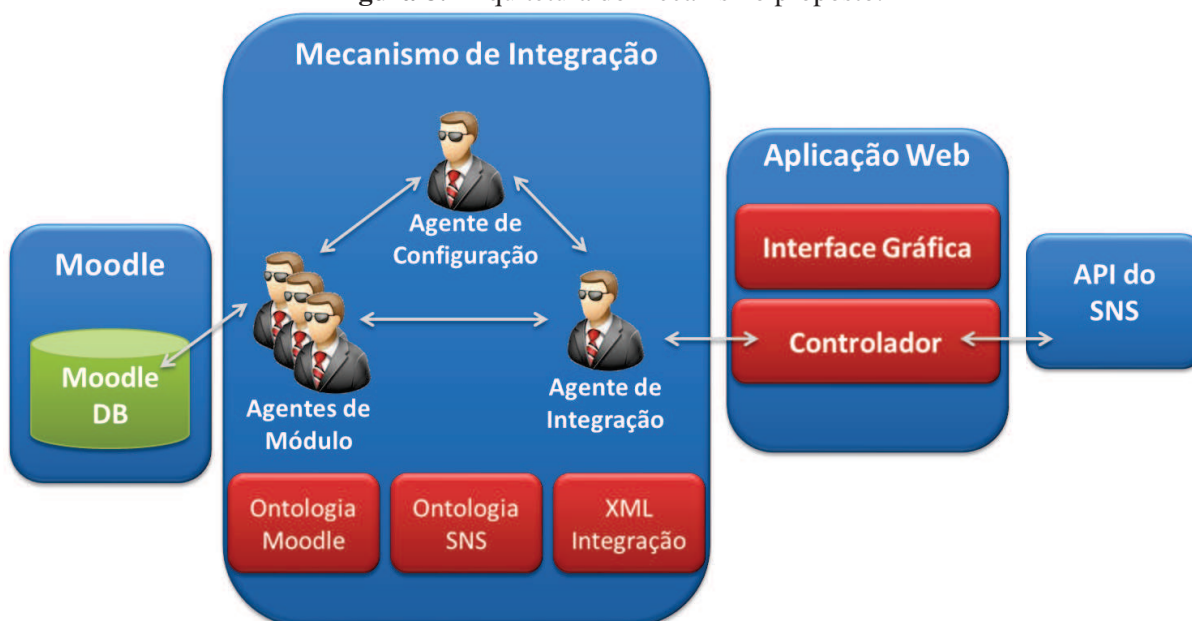 Mecanismo de Integração
Agente de
Configuração
Moodle
Moodle
DB
Agentes de
Módulo
Agente de
Integração
Ontologia
Moodle
Ontologia
SNS
XML
Integração
Aplicação Web
Interface Gráfica
Controlador
API do
SNS